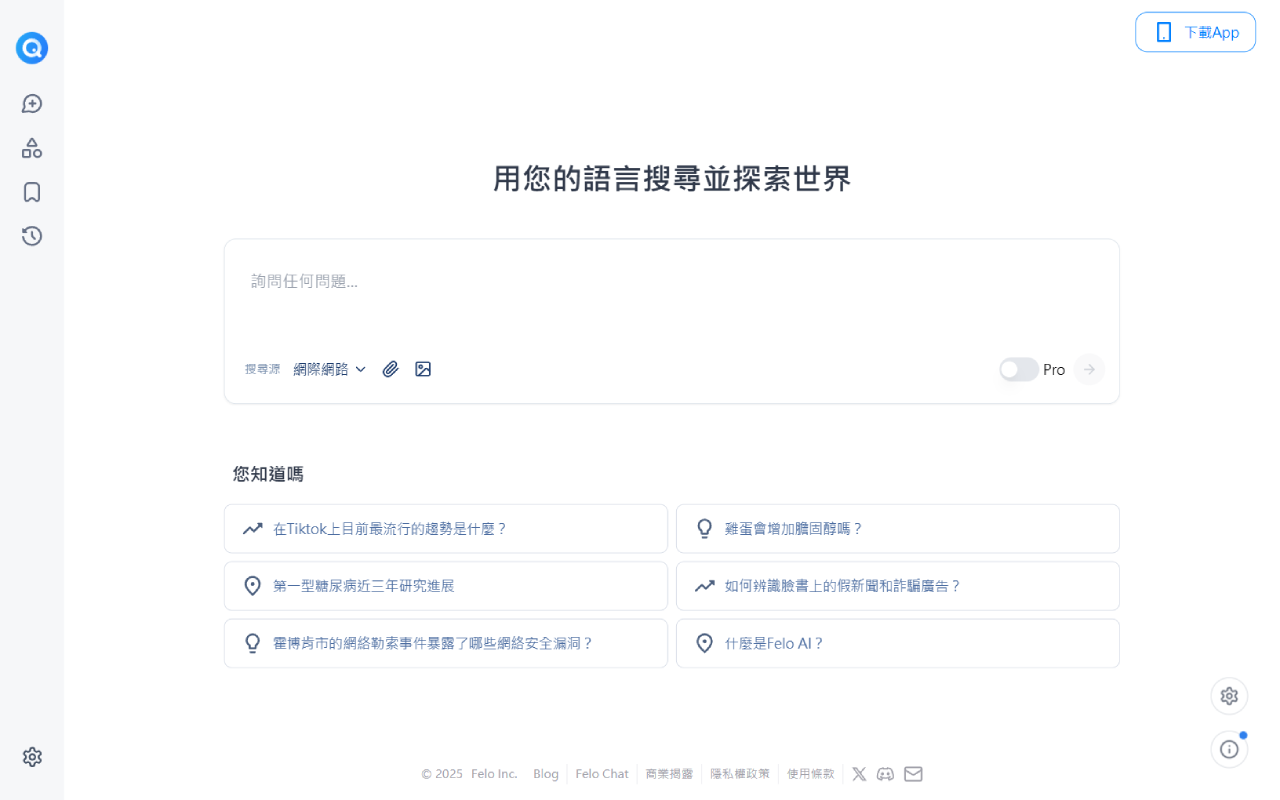 下載App
用您的語言搜尋並探索世界
詢問任何問題...
搜尋源 網際網路
Pro
您知道嗎
在Tiktok上目前最流行的趨勢是什麼？
雞蛋會增加膽固醇嗎？
第一型糖尿病近三年研究進展
如何辨識臉書上的假新聞和詐騙廣告？
霍博肯市的網絡勒索事件暴露了哪些網絡安全漏洞？
什麼是Felo AI？
© 2025 Felo Inc. Blog Felo Chat 商業揭露 隱私權政策 使用條款